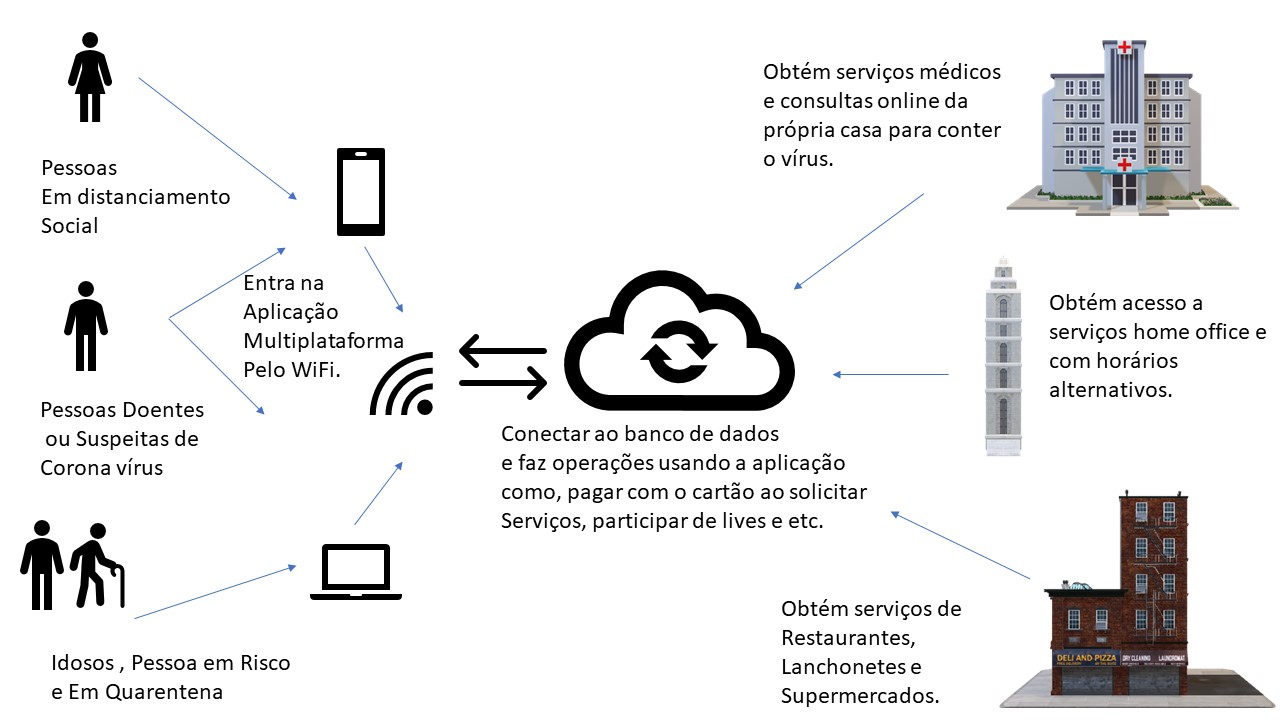 Pessoas
Em distanciamento
Social
Entra na
Aplicação
Multiplataforma
Pelo WiFi.
Pessoas Doentes
ou Suspeitas de
Corona vírus
Idosos , Pessoa em Risco
e Em Quarentena
Conectar ao banco de dados
e faz operações usando a aplicação
como, pagar com o cartão ao solicitar
Serviços, participar de lives e etc.
Obtém serviços médicos
e consultas online da
própria casa para conter
o vírus.
Obtém acesso a
serviços home office e
com horários
alternativos.
Obtém serviços de
Restaurantes,
Lanchonetes e
Supermercados.
DELI AND PIZZA
DRY CLEANING LAUNDROMAT